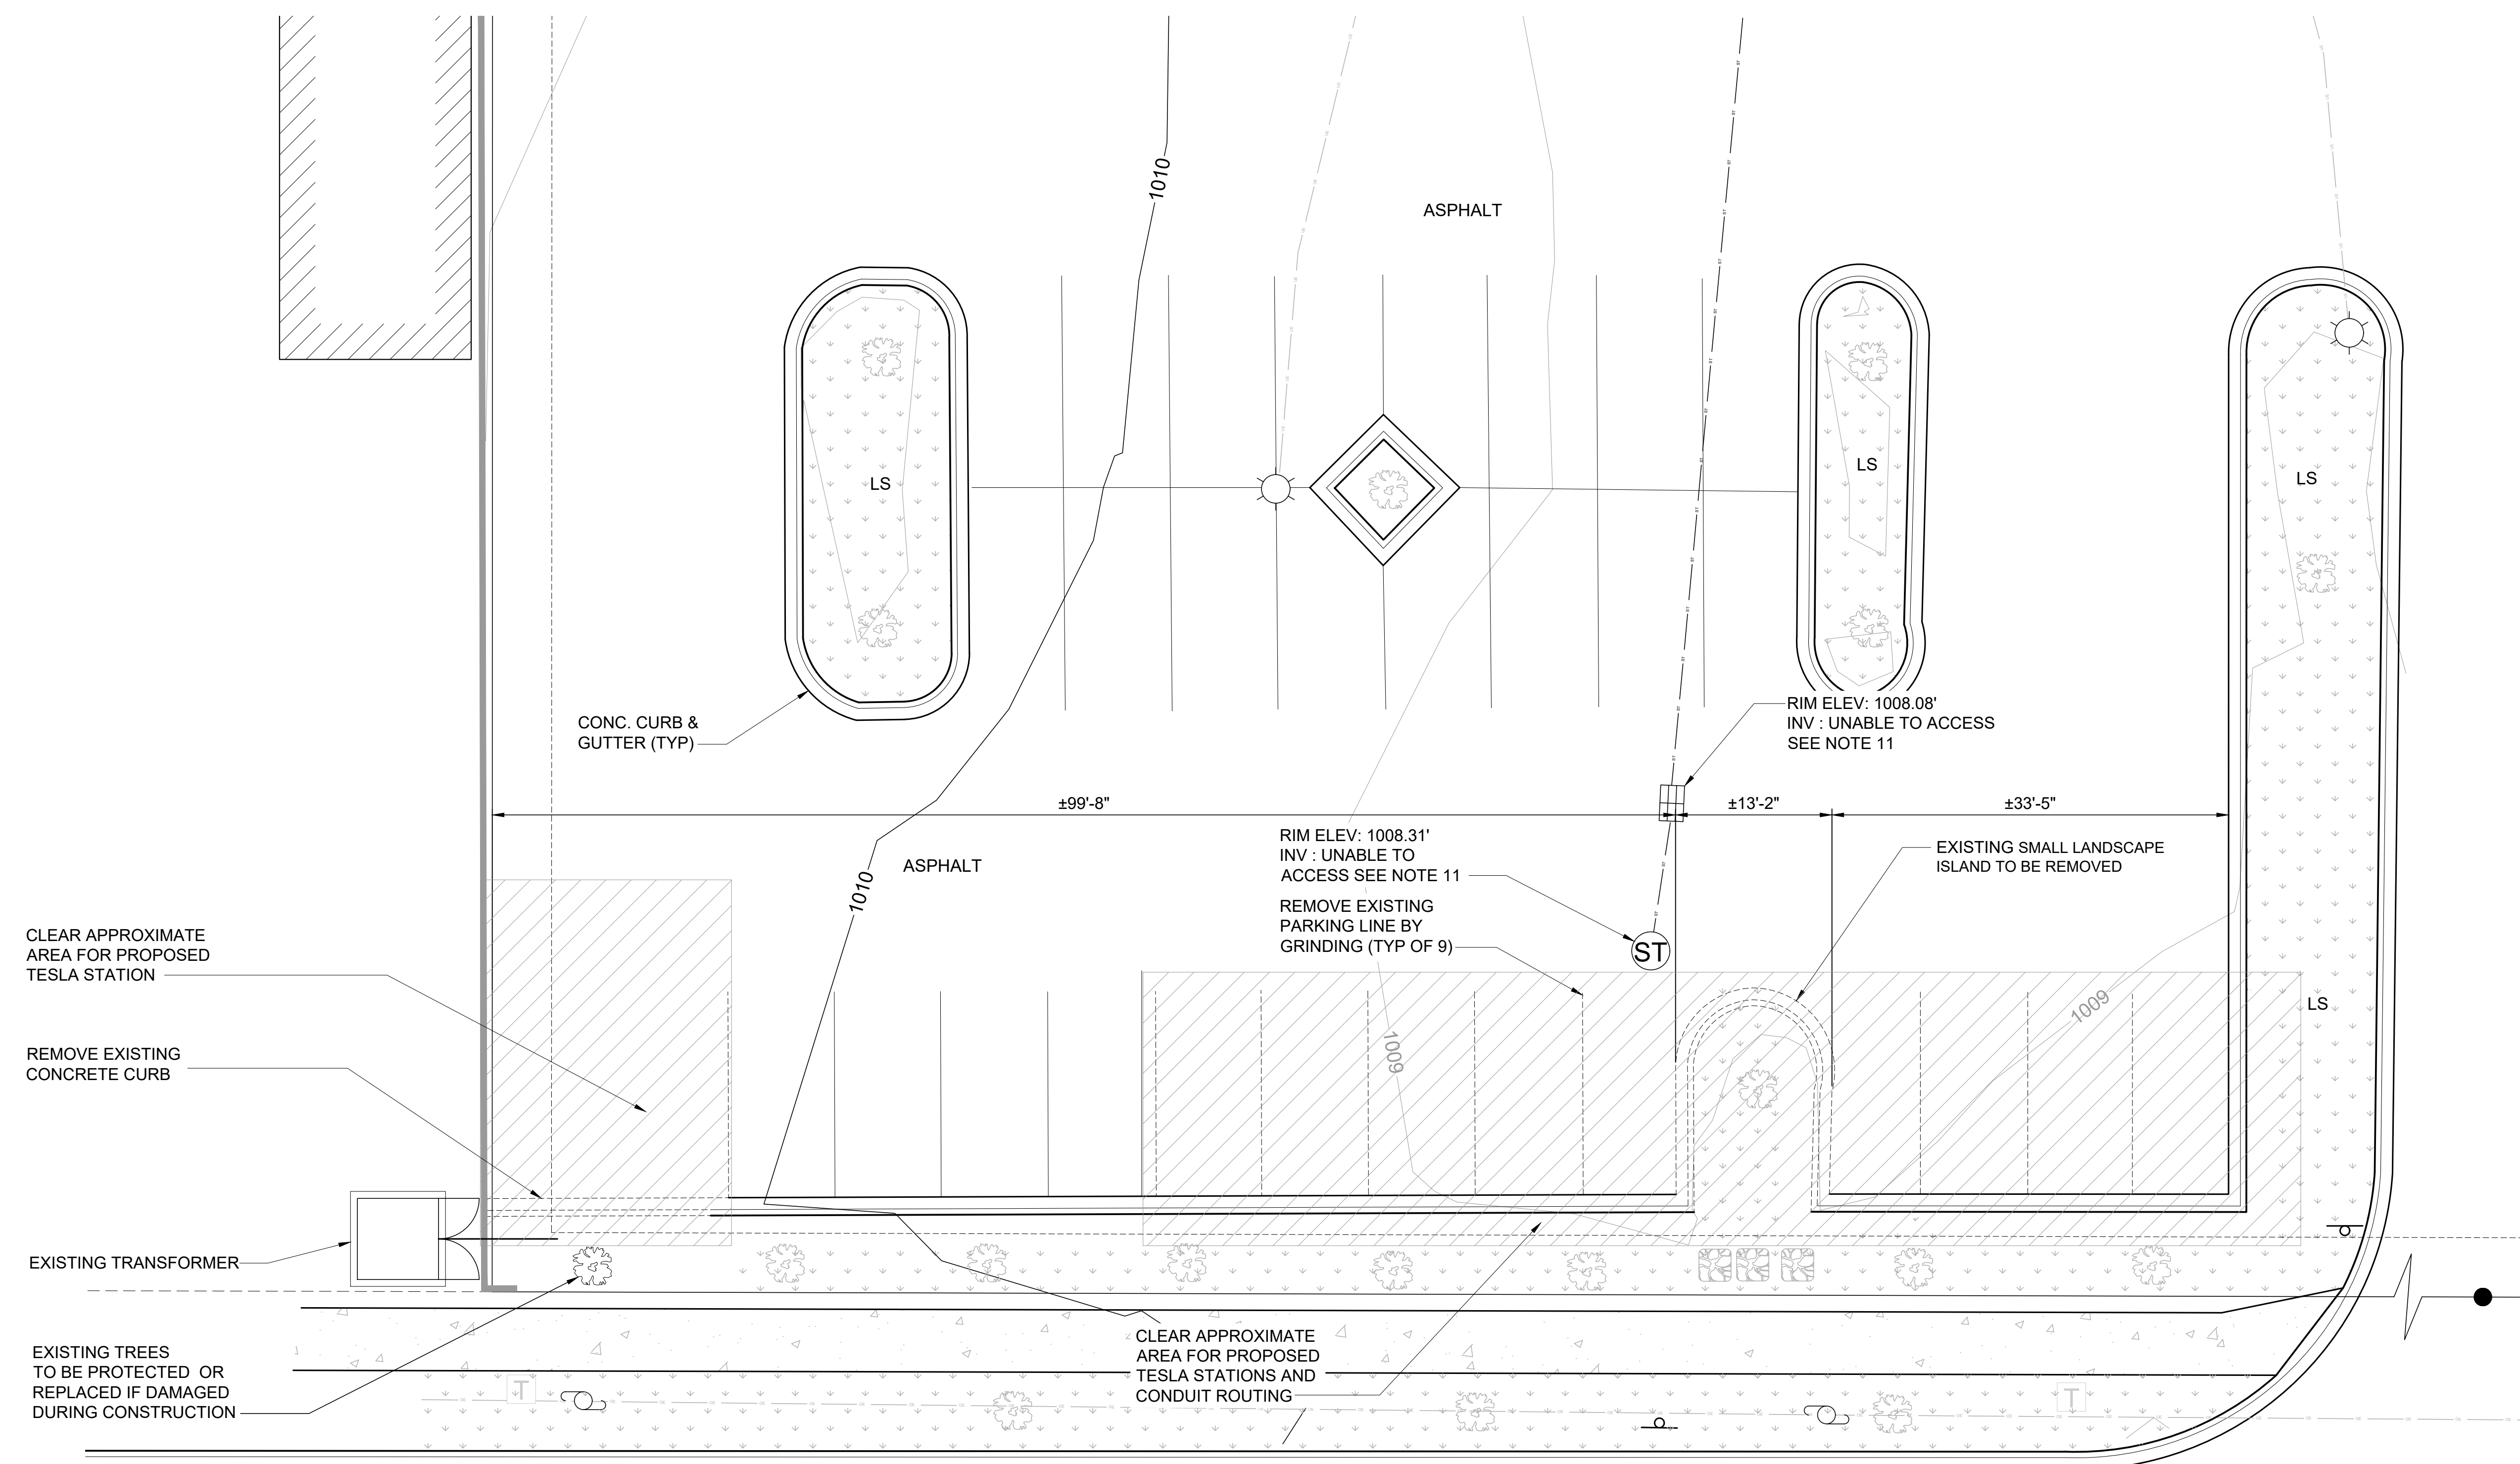 1010
ASPHALT
LS
LS
LS
CONC. CURB &
GUTTER (TYP)
RIM ELEV: 1008.08'
INV : UNABLE TO ACCESS
SEE NOTE 11
±99'-8"
±13'-2"
±33'-5"
RIM ELEV: 1008.31'
INV : UNABLE TO
ACCESS SEE NOTE 11
EXISTING SMALL LANDSCAPE
ISLAND TO BE REMOVED
ASPHALT
1010
REMOVE EXISTING
PARKING LINE BY
GRINDING (TYP OF 9)
ST
CLEAR APPROXIMATE
AREA FOR PROPOSED
TESLA STATION
LS
1009
1009
REMOVE EXISTING
CONCRETE CURB
EXISTING TRANSFORMER
EXISTING TREES
TO BE PROTECTED  OR
REPLACED IF DAMAGED
DURING CONSTRUCTION
CLEAR APPROXIMATE
AREA FOR PROPOSED
TESLA STATIONS AND
CONDUIT ROUTING
T
T